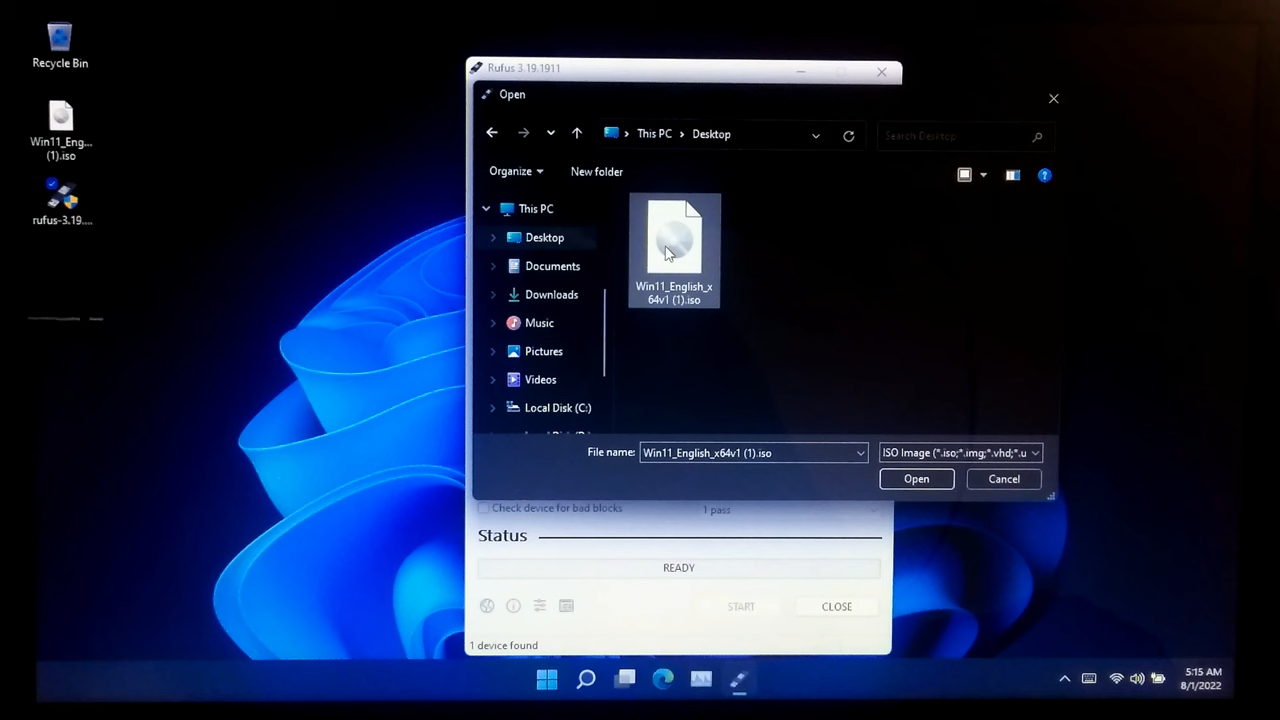 Recycle Bin
Win11_Eng...
(1).iso
rufus-3.19....
Rufus 3.19.1911
Open
This PC
Desktop
Search Desktop
Organize
New folder
This PC
Desktop
Documents
Downloads
Music
Pictures
Videos
Local Disk (C:)
Win11_English_x
64v1 (1).iso
File name:
Win11_English_x64v1 (1).iso
ISO Image (*.iso;*.img;*.vhd;*.u
Open
Cancel
Check device for bad blocks
1 pass
Status
READY
START
CLOSE
1 device found
5:15 AM
8/1/2022